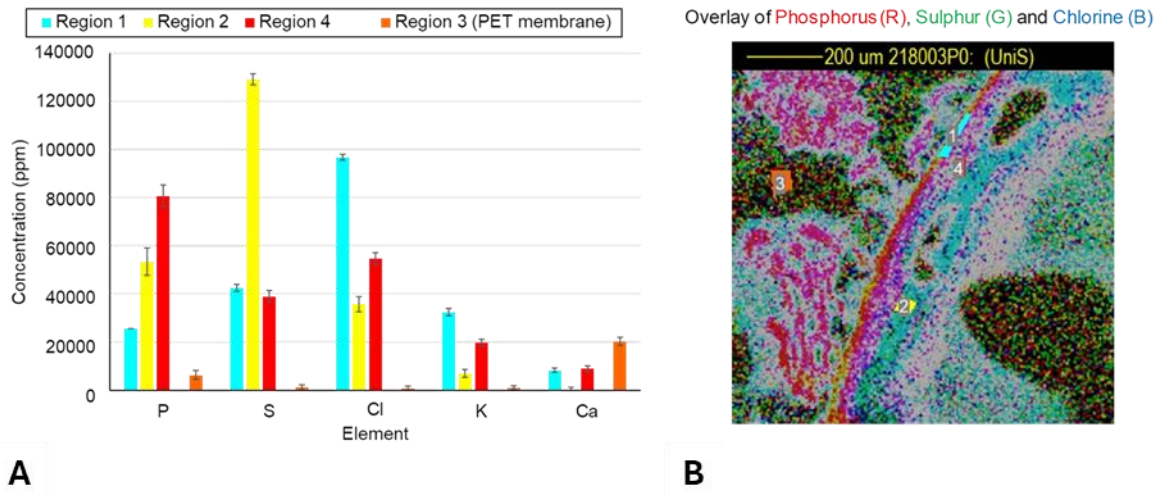 Region 1 Region 2 Region 4 Region 3 (PET membrane)
140000
120000
100000
80000
60000
40000
20000
0
Concentration (ppm)
P S Cl K Ca
Element
A
Overlay of Phosphorus (R), Sulphur (G) and Chlorine (B)
200 um 218003P0: (UniS)
1
4
3
2
B